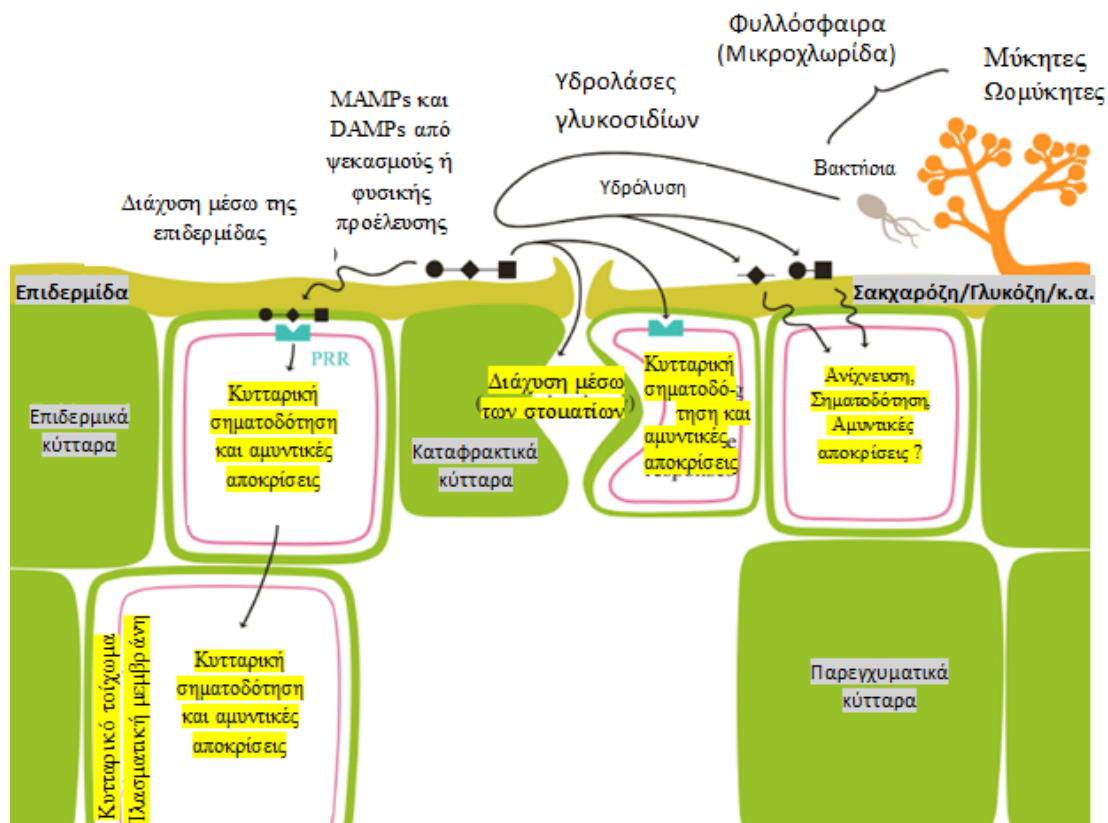 Φυλλόσφαιρα
(Μικροχλωρίδα)
Μύκητες
Ωομύκητες
Υδρολάσες
γλυκοσιδίων
MAMPs και
DAMPs από
ψεκασμούς ή
φυσικής
προέλευσης
Βακτήρια
Υδρόλυση
Διάχυση μέσω της
επιδερμίδας
Επιδερμίδα
Σακχαρόζη/Γλυκόζη/κ.α.
PRR
Κυτταρική
σηματοδότηση
και αμυντικές
αποκρίσεις
Επιδερμικά
κύτταρα
Διάχυση μέσω
των στοματίων
Καταφρακτικά
κύτταρα
Κυτταρική
σηματοδό-
τηση και
αμυντικές
αποκρίσεις
Ανίχνευση,
Σηματοδότηση,
Αμυντικές
αποκρίσεις ?
Κυτταρικό τοίχωμα
Πλασματική μεμβράνη
Κυτταρική
σηματοδότηση
και αμυντικές
αποκρίσεις
Παρεγχυματικά
κύτταρα